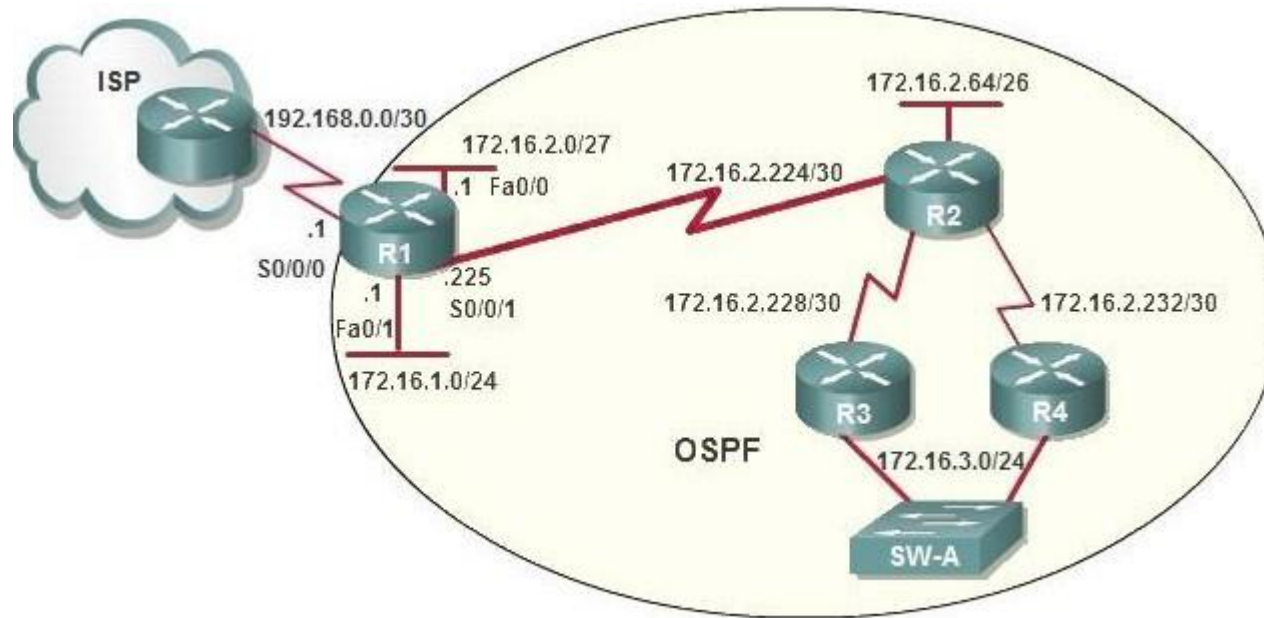 ISP
192.168.0.0/30
172.16.2.0/27
.1 Fa0/0
.1
S0/0/0
R1
.225
S0/0/1
.1
Fa0/1
172.16.1.0/24
172.16.2.224/30
172.16.2.64/26
R2
172.16.2.228/30
172.16.2.232/30
R3
R4
OSPF
172.16.3.0/24
SW-A